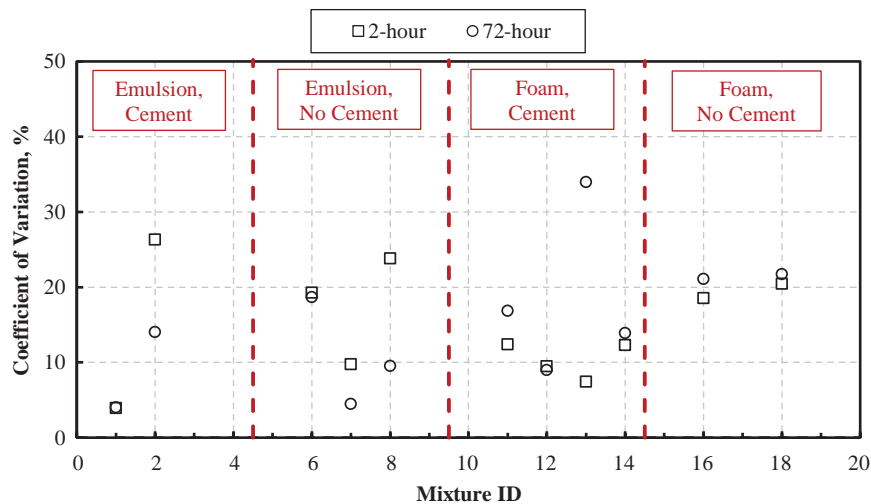 2-hour 72-hour
50
40
30
20
10
0
Coefficient of Variation, %
Emulsion,
Cement
Emulsion,
No Cement
Foam,
Cement
Foam,
No Cement
0 2 4 6 8 10 12 14 16 18 20
Mixture ID